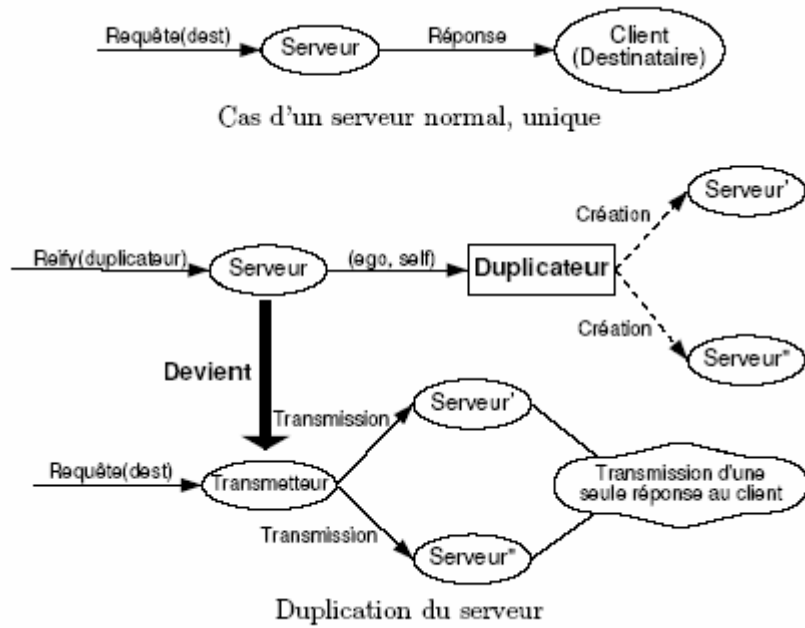 Requête(dest)
Serveur
Réponse
Client
(Destinataire)
Cas d'un serveur normal, unique
Serveur'
Création
Reify(duplicateur)
Serveur
(ego, self)
Duplicateur
Création
Serveur"
Devient
Transmission
Serveur'
Requête(dest)
Transmetteur
Transmission d'une
seule réponse au client
Transmission
Serveur"
Duplication du serveur